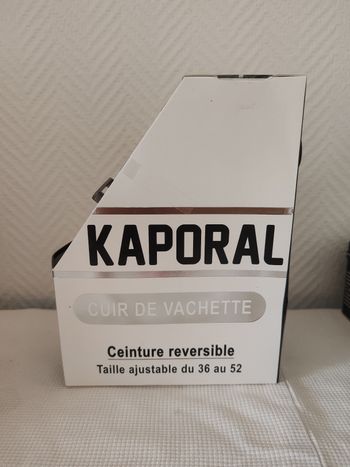 KAPORAL
CUIR DE VACHETTE
Ceinture reversible
Taille ajustable du 36 au 52